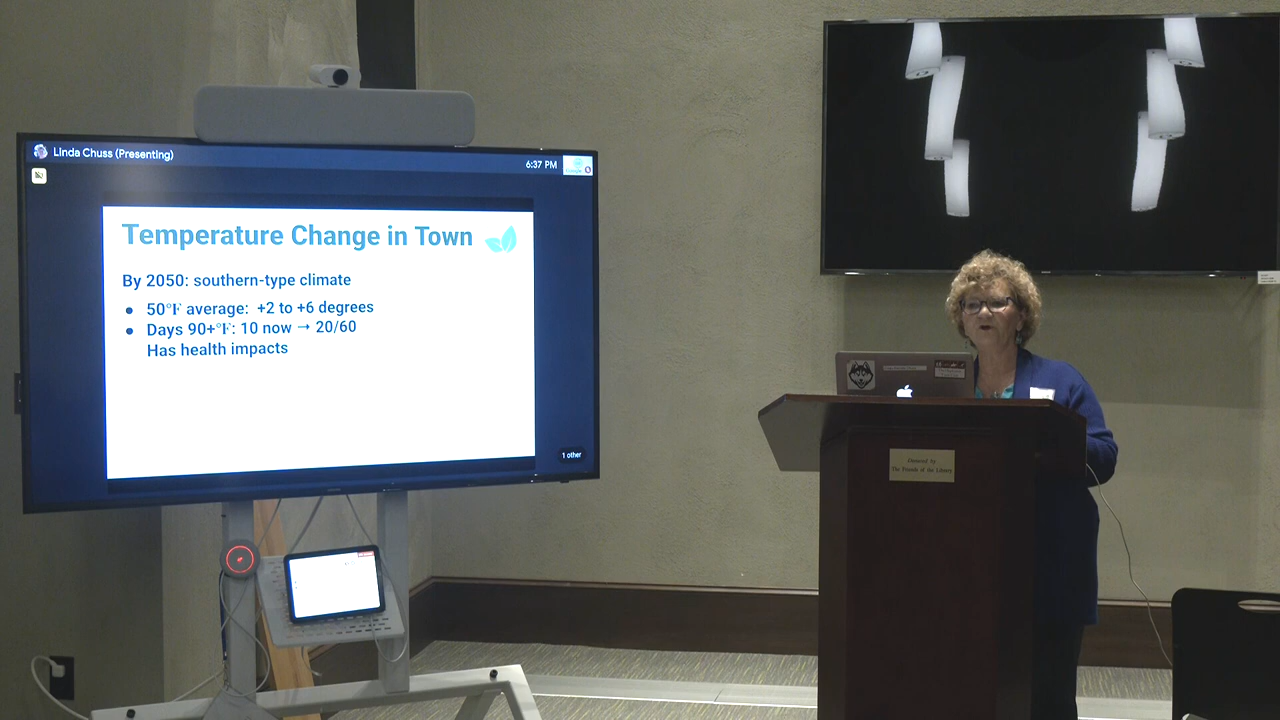 Linda Chuss (Presenting)
6:37 PM
Temperature Change in Town
By 2050: southern-type climate
• 50°F average: +2 to +6 degrees
• Days 90+°F: 10 now → 20/60
Has health impacts
1 other
Donated by
The Friends of the Library